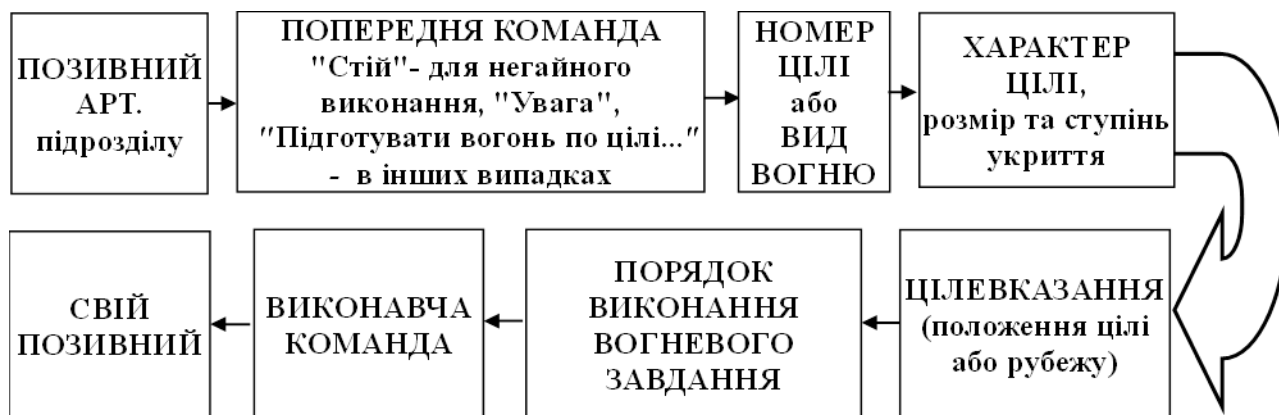 ПОЗИВНИЙ
АРТ.
підрозділу
ПОПЕРЕДНЯ КОМАНДА
"Стій"- для негайного
виконання, "Увага",
"Підготувати вогонь по цілі..."
- в інших випадках
НОМЕР
ЦІЛІ
або
ВИД
ВОГНЮ
ХАРАКТЕР
ЦІЛІ,
розмір та ступінь
укриття
ЦІЛЕВКАЗАННЯ
(положення цілі
або рубежу)
ПОРЯДОК
ВИКОНАННЯ
ВОГНЕВОГО
ЗАВДАННЯ
ВИКОНАВЧА
КОМАНДА
СВІЙ
ПОЗИВНИЙ